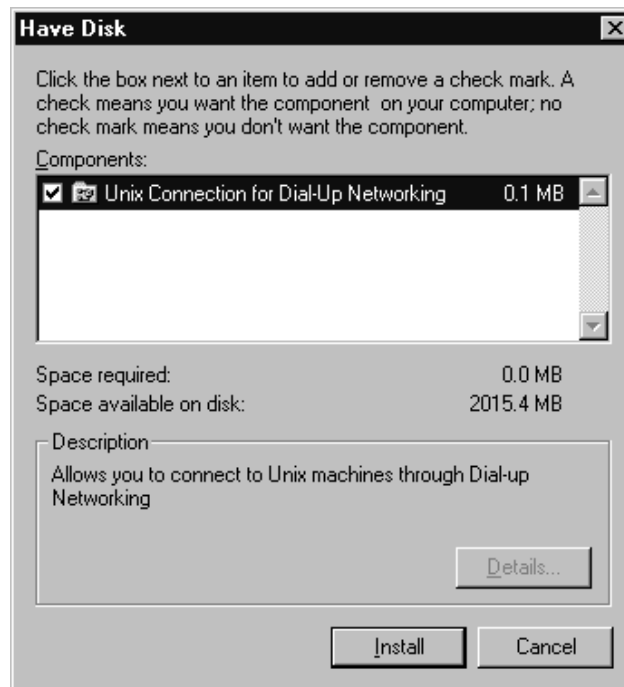 Have Disk
Click the box next to an item to add or remove a check mark. A
check means you want the component on your computer; no
check mark means you don't want the component.
Components:
Unix Connection for Dial-Up Networking 0.1 MB
Space required: 0.0 MB
Space available on disk: 2015.4 MB
Description
Allows you to connect to Unix machines through Dial-up
Networking
Details...
Install Cancel